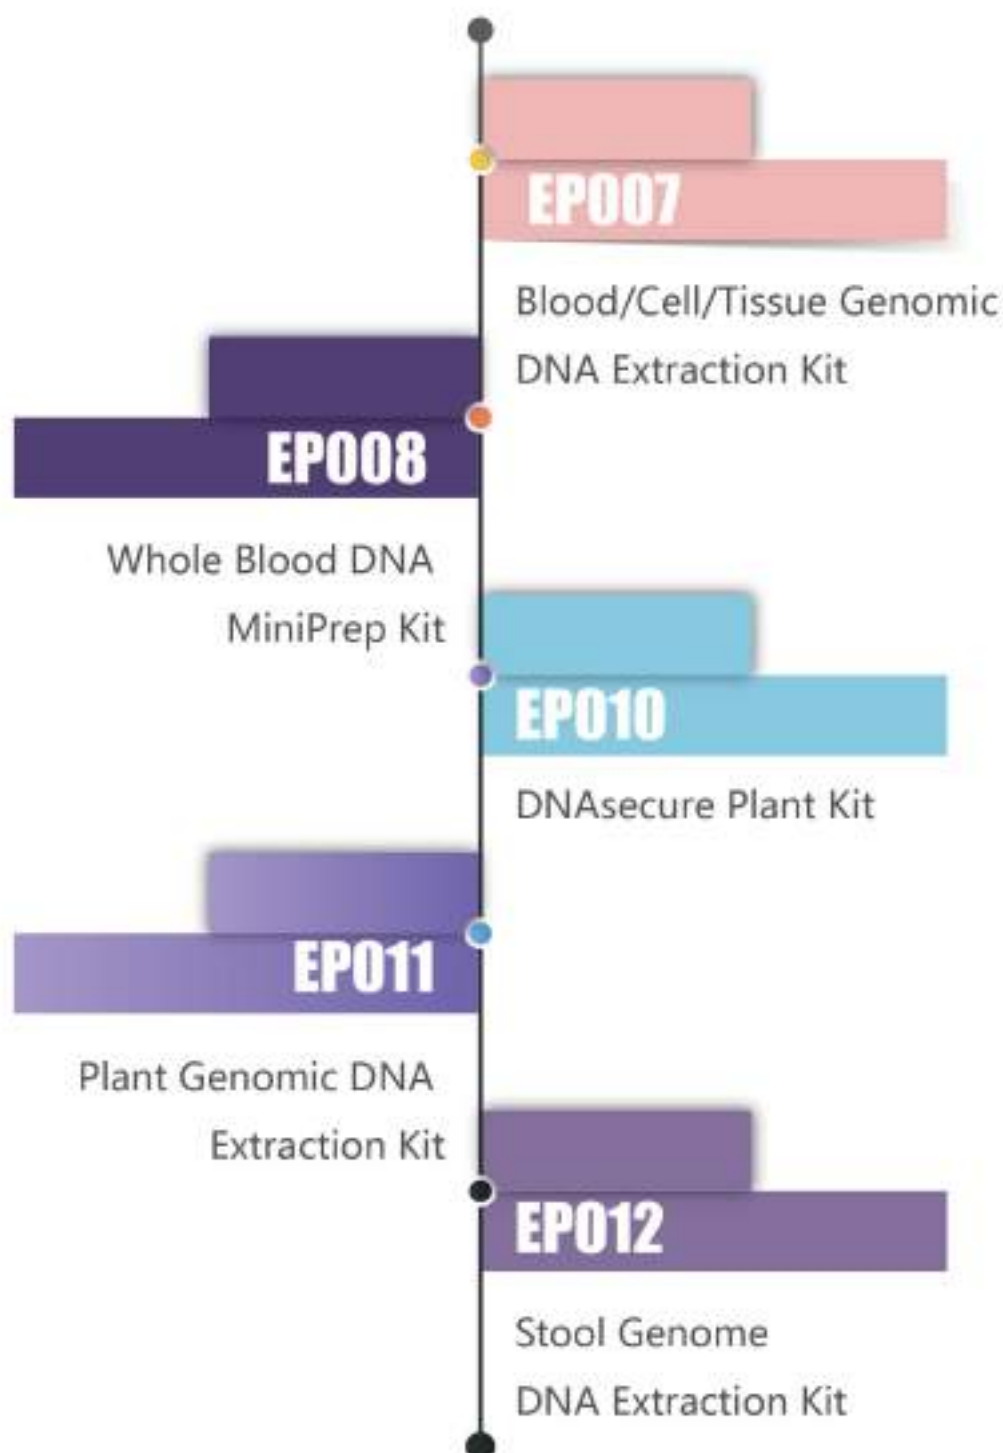 EP007
Blood/Cell/Tissue Genomic
DNA Extraction Kit
EP008
Whole Blood DNA
MiniPrep Kit
EP010
DNAsecure Plant Kit
EP011
Plant Genomic DNA
Extraction Kit
EP012
Stool Genome
DNA Extraction Kit